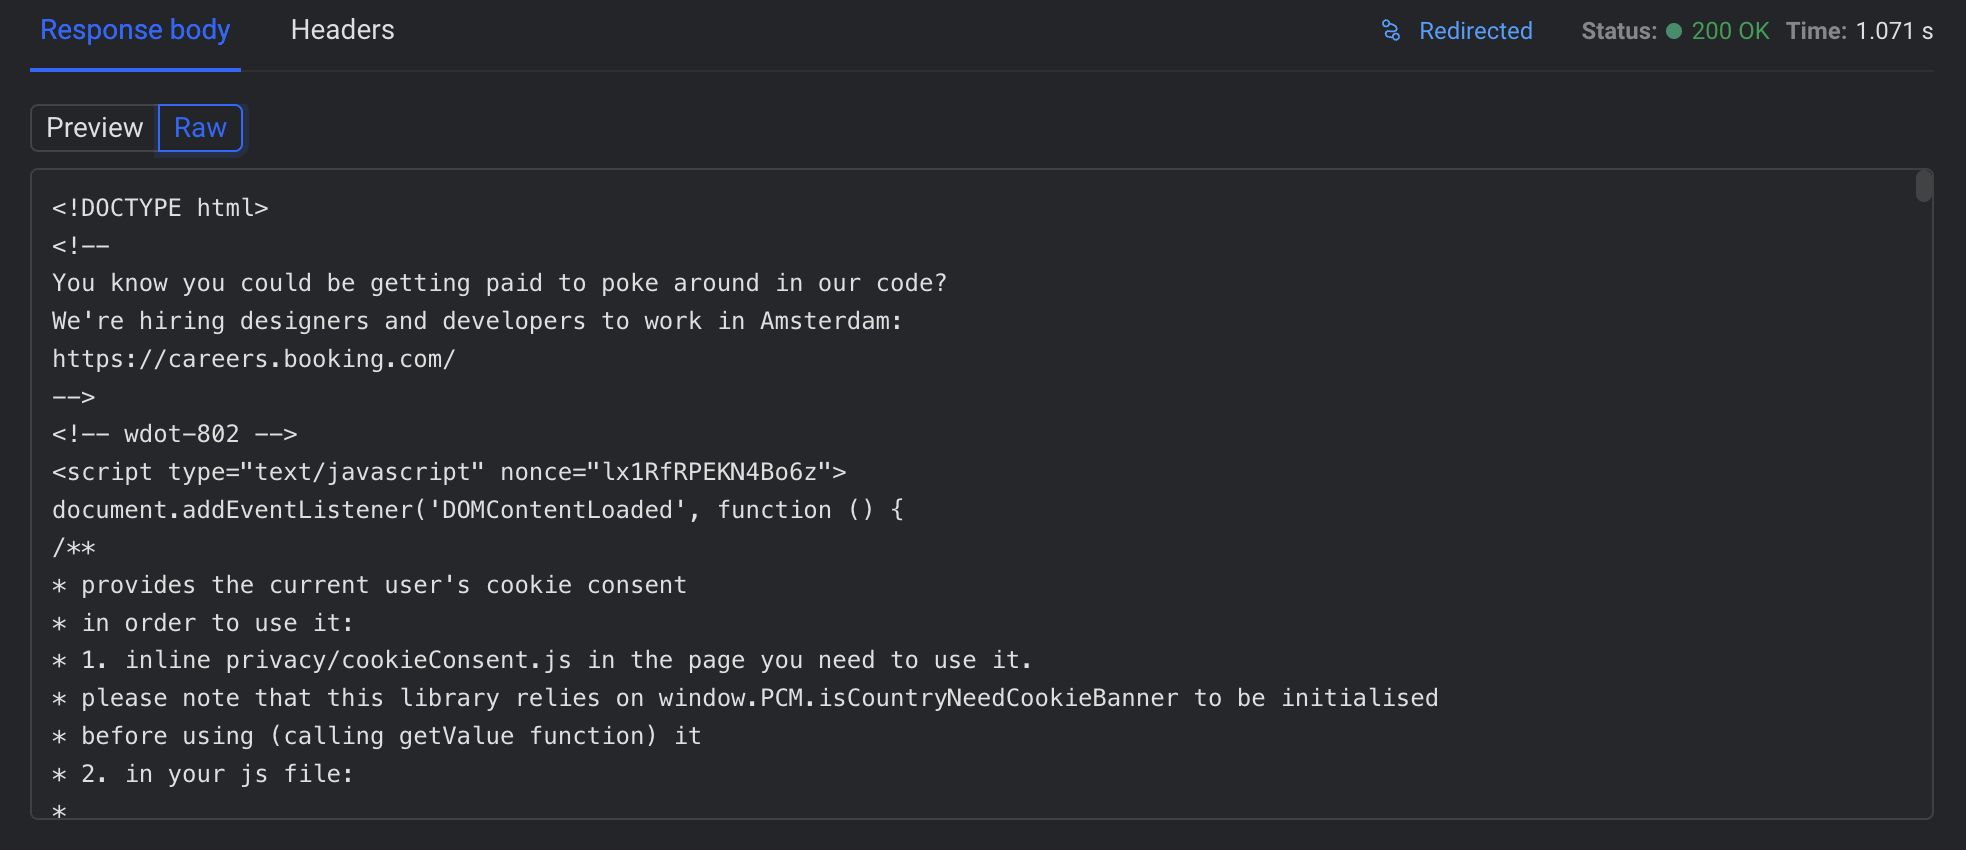 Response body Headers Redirected Status: 200 OK Time: 1.071 s
Preview Raw
<!DOCTYPE html>
<!--
You know you could be getting paid to poke around in our code?
We're hiring designers and developers to work in Amsterdam:
https://careers.booking.com/
-->
<!-- wdot-802 -->
<script type="text/javascript" nonce="lx1RfRPEKN4Bo6z">
document.addEventListener('DOMContentLoaded', function () {
/**
* provides the current user's cookie consent
* in order to use it:
* 1. inline privacy/cookieConsent.js in the page you need to use it.
* please note that this library relies on window.PCM.isCountryNeedCookieBanner to be initialised
* before using (calling getValue function) it
* 2. in your js file:
*